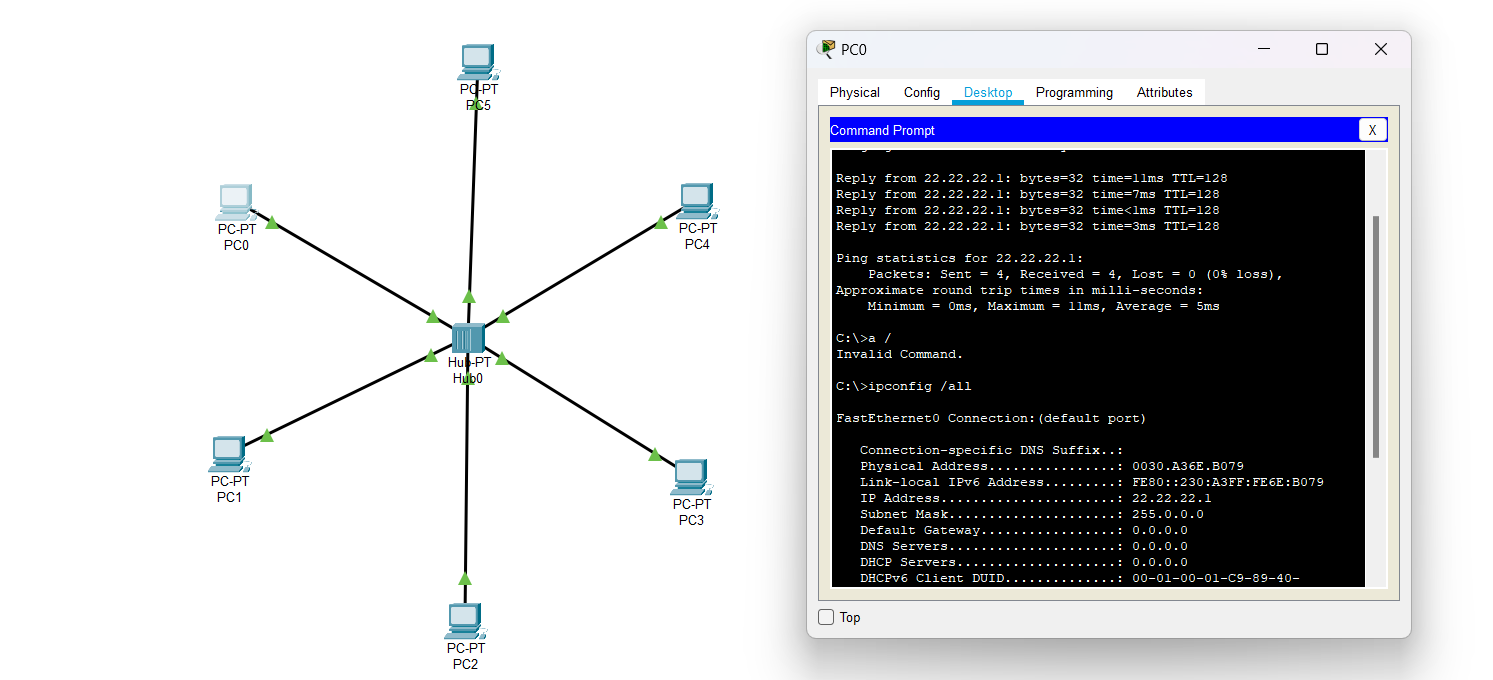 PC-PT
PC5
PC-PT
PC0
PC-PT
PC4
Hub-PT
Hub0
PC-PT
PC1
PC-PT
PC3
PC-PT
PC2
PC0
Physical Config Desktop Programming Attributes
Command Prompt
X
Reply from 22.22.22.1: bytes=32 time=11ms TTL=128
Reply from 22.22.22.1: bytes=32 time=7ms TTL=128
Reply from 22.22.22.1: bytes=32 time<1ms TTL=128
Reply from 22.22.22.1: bytes=32 time=3ms TTL=128
Ping statistics for 22.22.22.1:
Packets: Sent = 4, Received = 4, Lost = 0 (0% loss),
Approximate round trip times in milli-seconds:
Minimum = 0ms, Maximum = 11ms, Average = 5ms
C:\>a /
Invalid Command.
C:\>ipconfig /all
FastEthernet0 Connection:(default port)
Connection-specific DNS Suffix..:
Physical Address................: 0030.A36E.B079
Link-local IPv6 Address.........: FE80::230:A3FF:FE6E:B079
IP Address......................: 22.22.22.1
Subnet Mask.....................: 255.0.0.0
Default Gateway.................: 0.0.0.0
DNS Servers.....................: 0.0.0.0
DHCP Servers....................: 0.0.0.0
DHCPv6 Client DUID..............: 00-01-00-01-C9-89-40-
Top